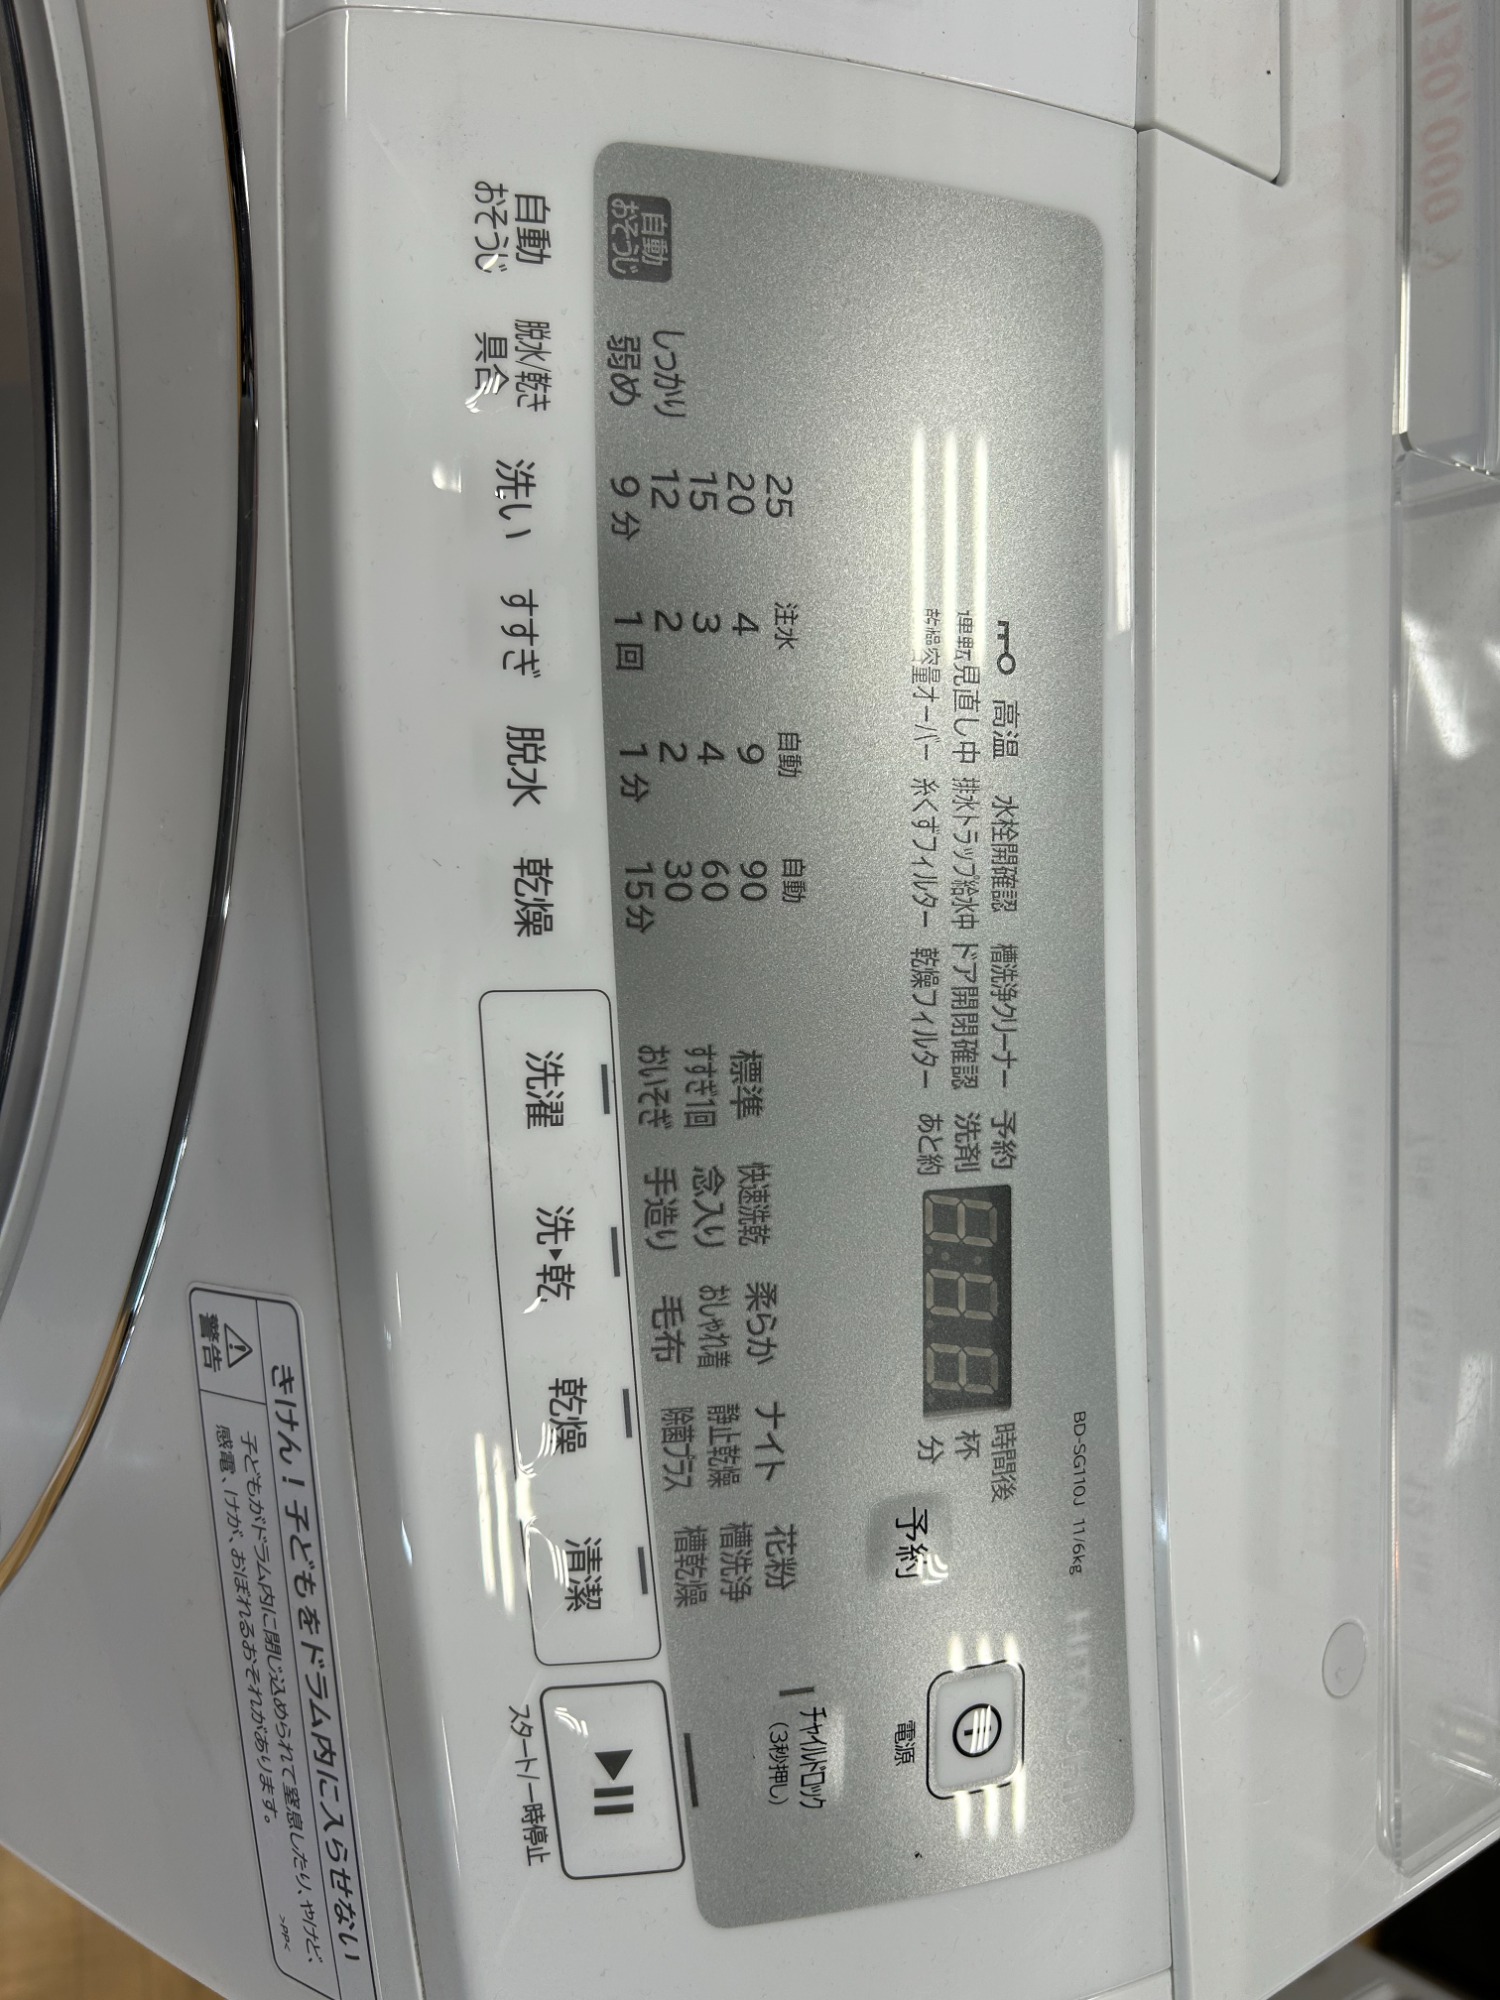 BD-SG110J 11/6kg
HITACHI
高温 水栓開確認 槽洗浄クリーナー 予約 時間後
運転見直し中 排水トラップ給水中 ドア開閉確認 洗剤 杯
乾燥容量オーバー 糸くずフィルター 乾燥フィルター あと約 分
予約
電源
25 注水 自動 自動
20 4 9 90
15 3 4 60
しっかり 12 2 2 30
弱め 9分 1回 1分 15分
自動
おそうじ
標準 快速洗乾 柔らか ナイト 花粉
すすぎ1回 念入り おしゃれ着 静止乾燥 槽洗浄
おいそぎ 手造り 毛布 除菌プラス 槽乾燥
チャイルドロック
(3秒押し)
自動
おそうじ
脱水/乾き
具合
洗い
すすぎ
脱水
乾燥
洗濯
洗▸乾
乾燥
清潔
スタート/一時停止
警告
きけん!子どもをドラム内に入らせない
子どもがドラム内に閉じ込められて窒息したり、やけど、
感電、けが、おぼれるおそれがあります。
>PP<
130,000